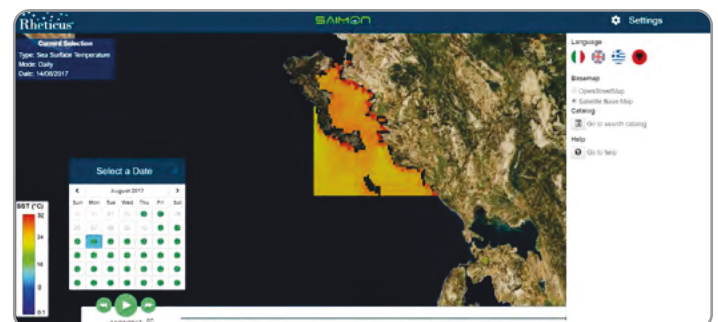 Rheticus
SAIMON
Settings
Current Selection
Type: Sea Surface Temperature
Mode: Daily
Date: 14/08/2017
Language
Basemap
OpenStreetMap
Satellite Base Map
Catalog
Go to search catalog
Help
Go to help
Select a Date
August 2017
Sun Mon Tue Wed Thu Fri Sat
SST (°C)
32
24
16
8
0.1